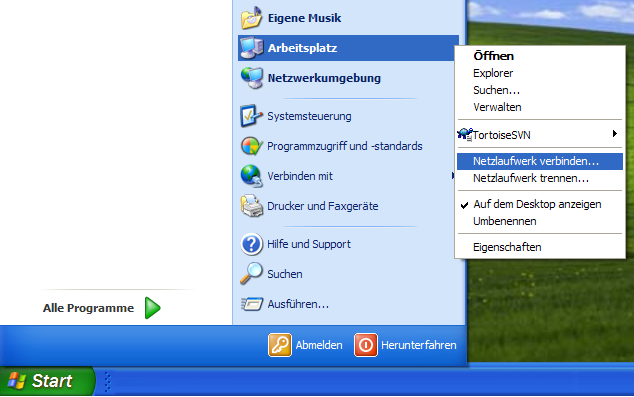 Eigene Musik
Arbeitsplatz
Netzwerkumgebung
Systemsteuerung
Programmzugriff und -standards
Verbinden mit
Drucker und Faxgeräte
Hilfe und Support
Suchen
Ausführen...
Alle Programme
Abmelden
Herunterfahren
Start
Öffnen
Explorer
Suchen...
Verwalten
TortoiseSVN
Netzlaufwerk verbinden...
Netzlaufwerk trennen...
Auf dem Desktop anzeigen
Umbenennen
Eigenschaften